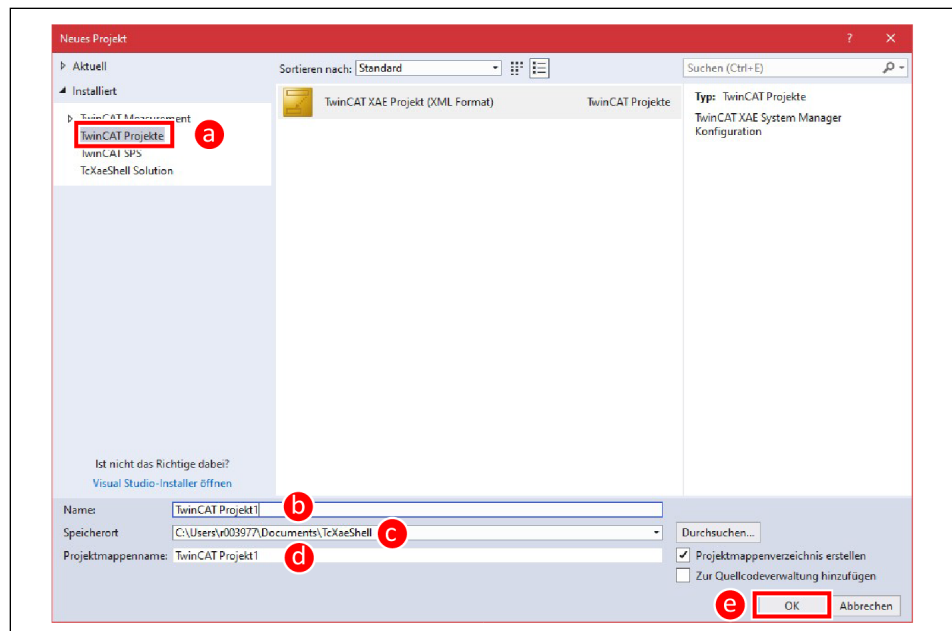 Neues Projekt ? ×
Aktuell
Sortieren nach: Standard
Suchen (Ctrl+E)
Installiert
TwinCAT XAE Projekt (XML Format) TwinCAT Projekte
Typ: TwinCAT Projekte
TwinCAT XAE System Manager
Konfiguration
TwinCAT Measurement
TwinCAT Projekte a
TwinCAT SPS
TcXaeShell Solution
Ist nicht das Richtige dabei?
Visual Studio-Installer öffnen
Name: TwinCAT Projekt1 b
Speicherort C:\Users\r003977\Documents\TcXaeShell c Durchsuchen...
Projektmappenname: TwinCAT Projekt1 d
Projektmappenverzeichnis erstellen
Zur Quellcodeverwaltung hinzufügen
e OK Abbrechen